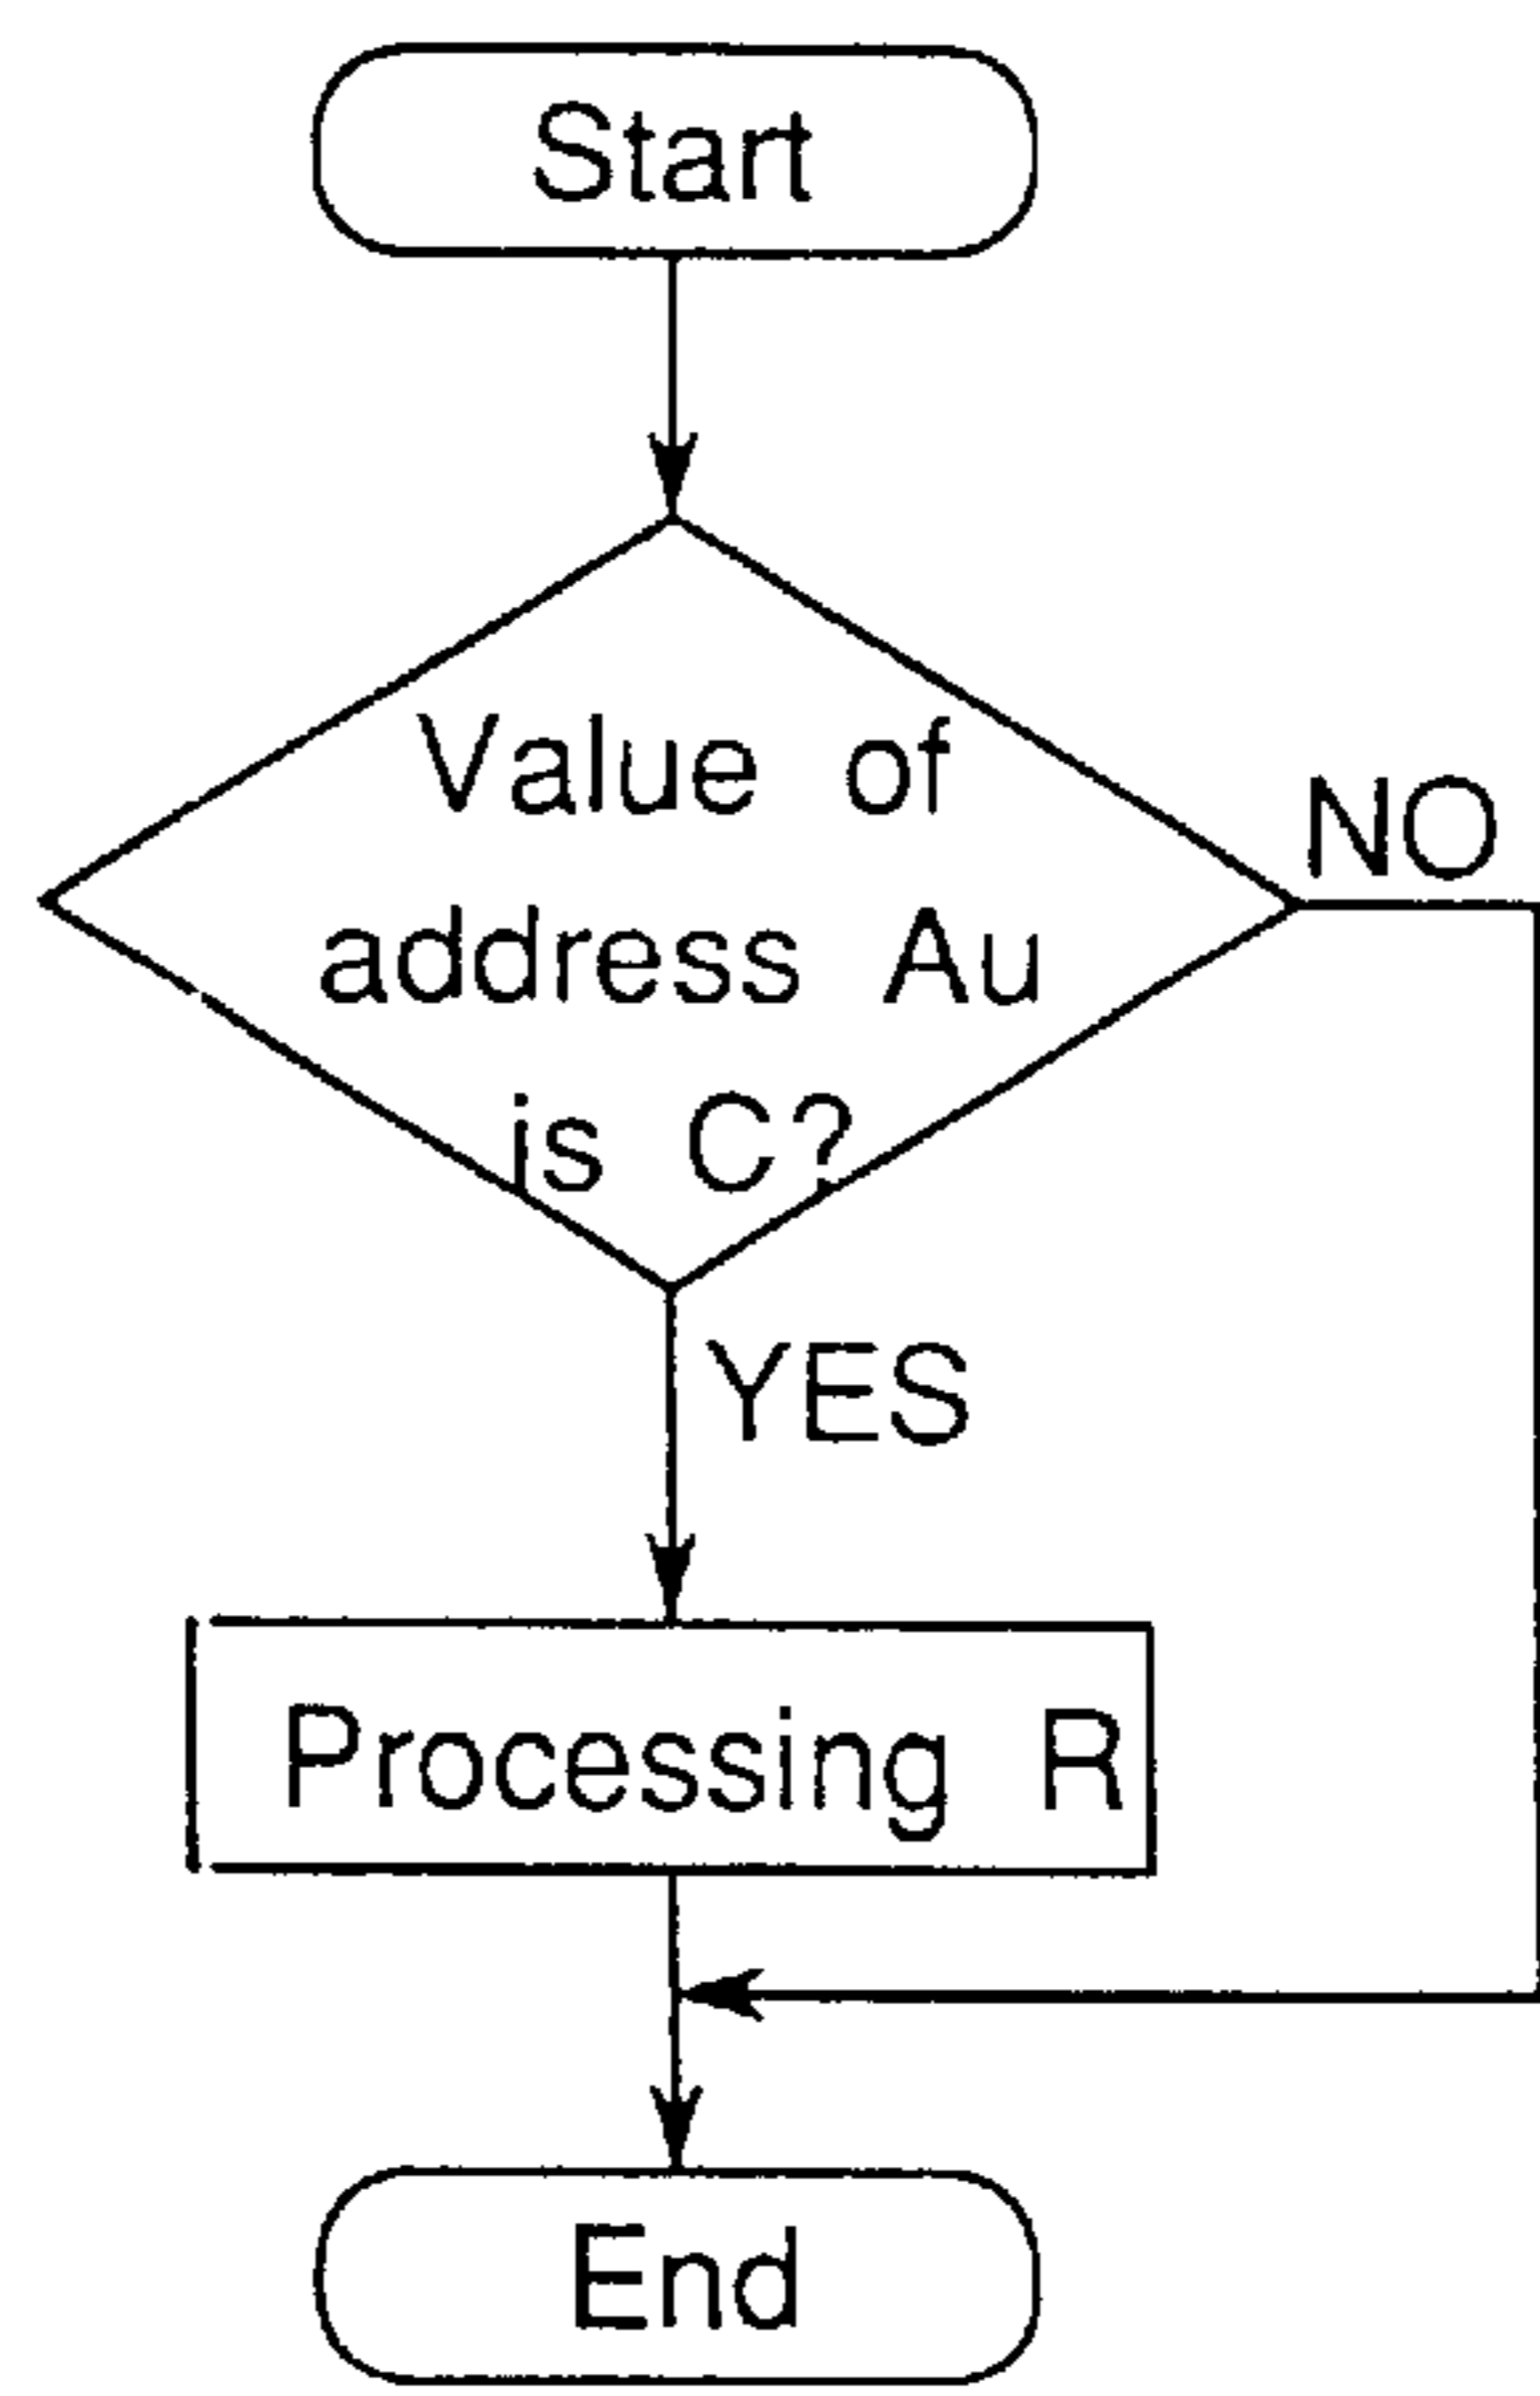 Start
Value of
address Au
is C?
NO
YES
Processing R
End